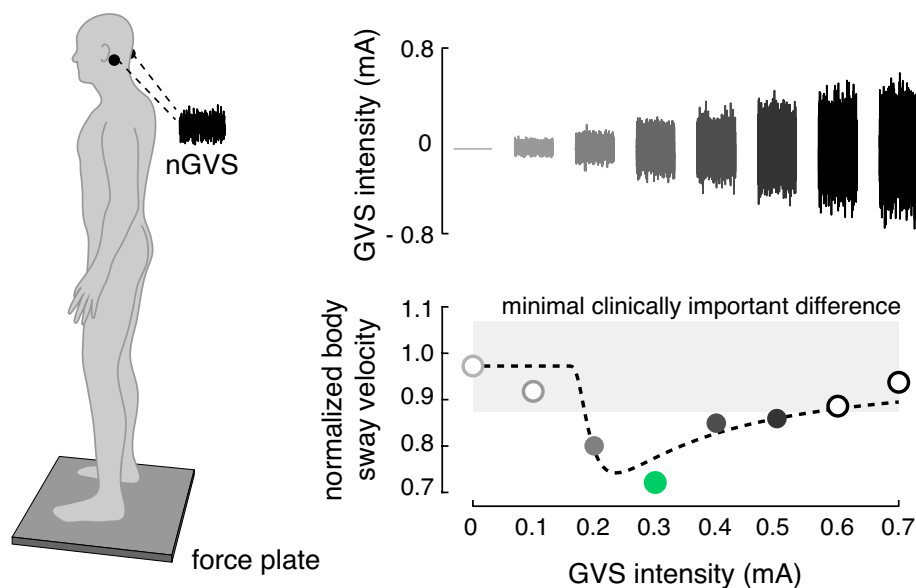 nGVS
force plate
GVS intensity (mA)
0.8
0
- 0.8
normalized body
sway velocity
minimal clinically important difference
1.1
1.0
0.9
0.8
0.7
0 0.1 0.2 0.3 0.4 0.5 0.6 0.7
GVS intensity (mA)